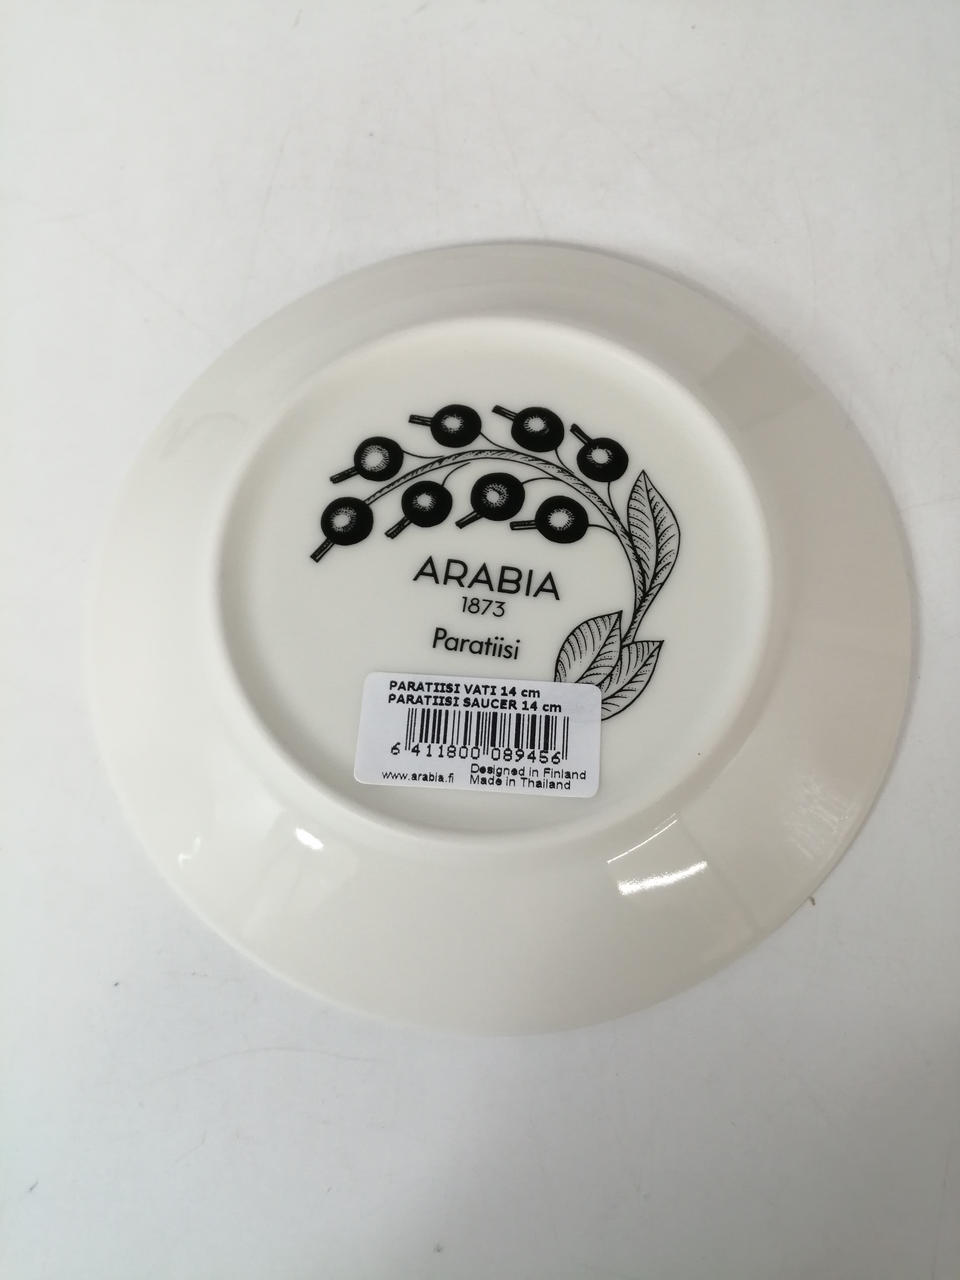 ARABIA
1873
Paratiisi
PARATIISI VATI 14 cm
PARATIISI SAUCER 14 cm
6 411800 089456
www.arabia.fi
Designed in Finland
Made in Thailand